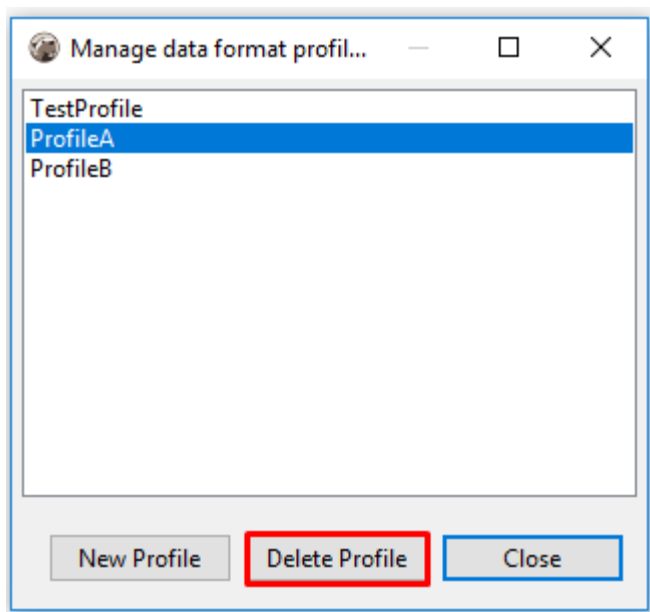 Manage data format profil...
TestProfile
ProfileA
ProfileB
New Profile Delete Profile Close